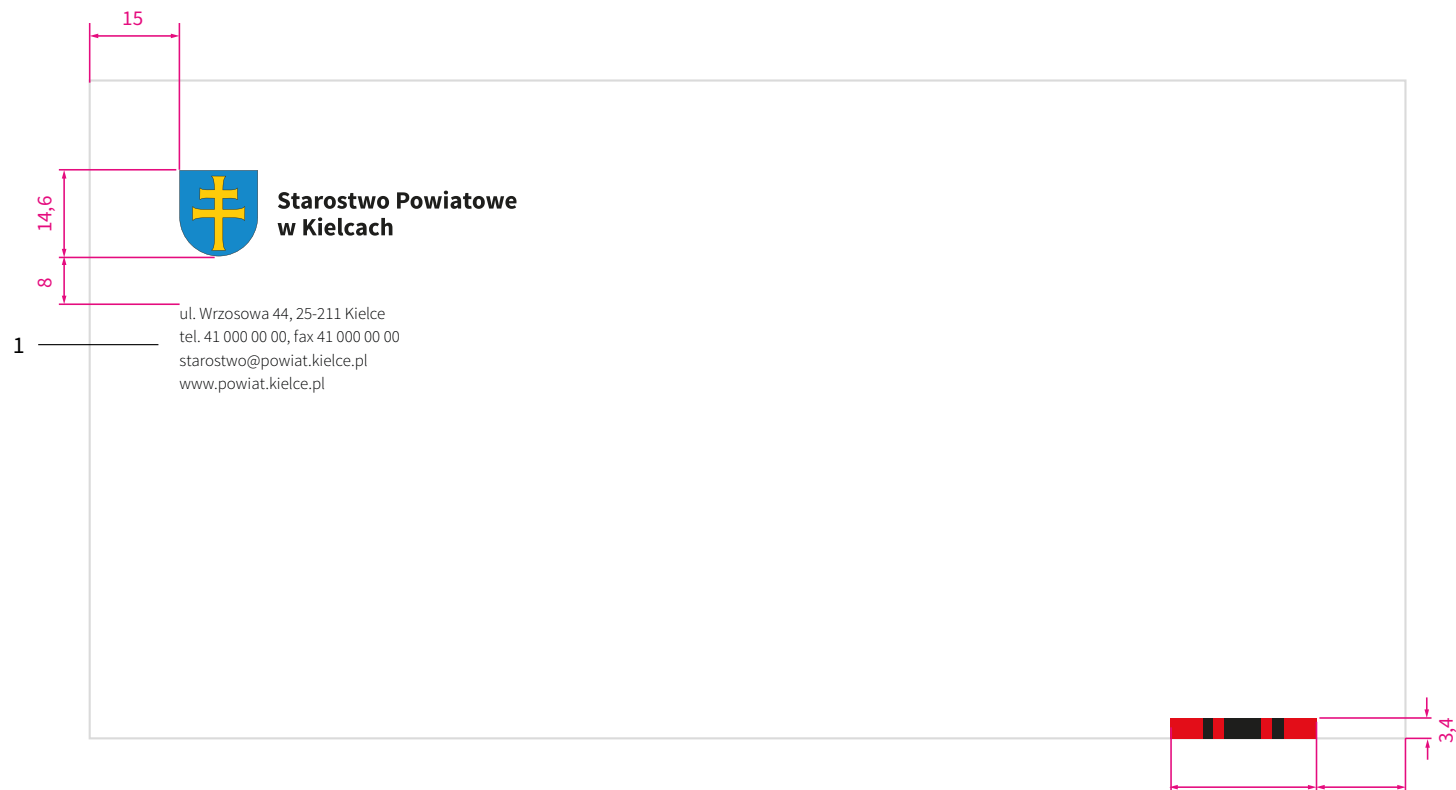 15
14,6
Starostwo Powiatowe
w Kielcach
8
ul. Wrzosowa 44, 25-211 Kielce
tel. 41 000 00 00, fax 41 000 00 00
1
starostwo@powiat.kielce.pl
www.powiat.kielce.pl
3,4